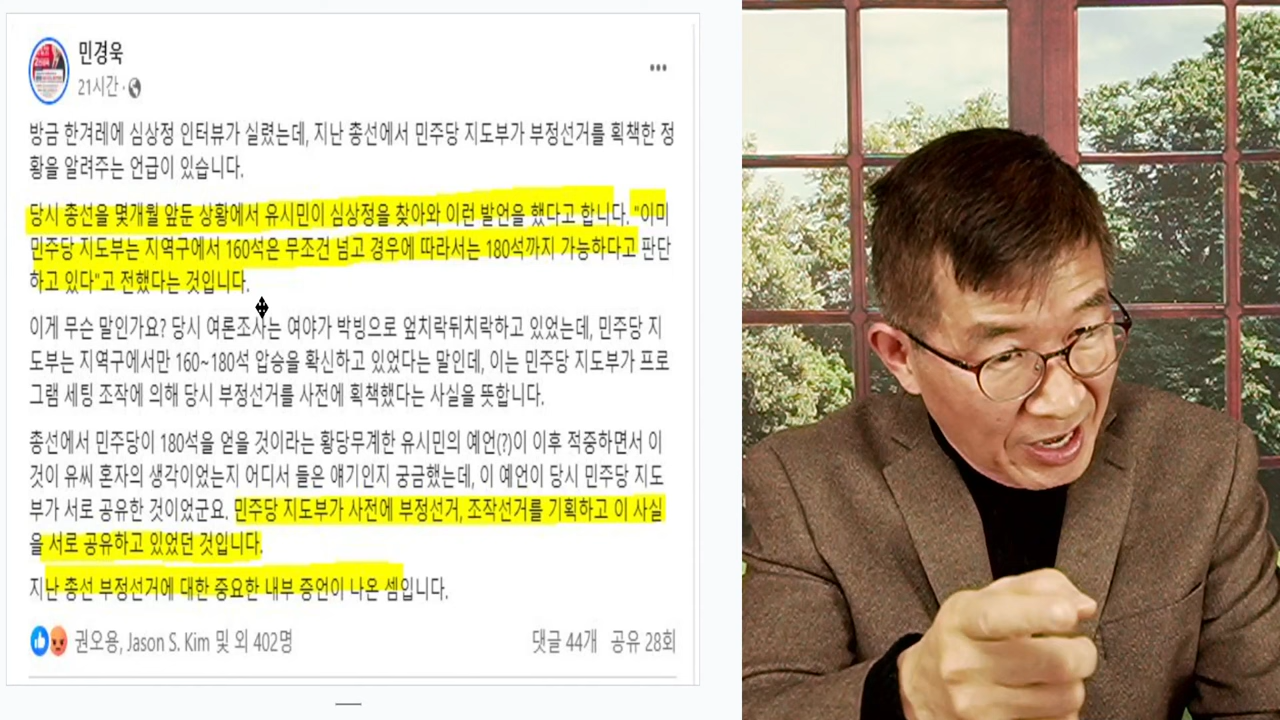 민경욱
21시간
방금 한겨레에 심상정 인터뷰가 실렸는데, 지난 총선에서 민주당 지도부가 부정선거를 획책한 정
황을 알려주는 언급이 있습니다.
당시 총선을 몇개월 앞둔 상황에서 유시민이 심상정을 찾아와 이런 발언을 했다고 합니다. "이미
민주당 지도부는 지역구에서 160석은 무조건 넘고 경우에 따라서는 180석까지 가능하다고 판단
하고 있다"고 전했다는 것입니다.
이게 무슨 말인가요? 당시 여론조사는 여야가 박빙으로 엎치락뒤치락하고 있었는데, 민주당 지
도부는 지역구에서만 160~180석 압승을 확신하고 있었다는 말인데, 이는 민주당 지도부가 프로
그램 세팅 조작에 의해 당시 부정선거를 사전에 획책했다는 사실을 뜻합니다.
총선에서 민주당이 180석을 얻을 것이라는 황당무계한 유시민의 예언(?)이 이후 적중하면서 이
것이 유씨 혼자의 생각이었는지 어디서 들은 얘기인지 궁금했는데, 이 예언이 당시 민주당 지도
부가 서로 공유한 것이었군요. 민주당 지도부가 사전에 부정선거, 조작선거를 기획하고 이 사실
을 서로 공유하고 있었던 것입니다.
지난 총선 부정선거에 대한 중요한 내부 증언이 나온 셈입니다.
권오용, Jason S. Kim 및 외 402명
댓글 44개 공유 28회